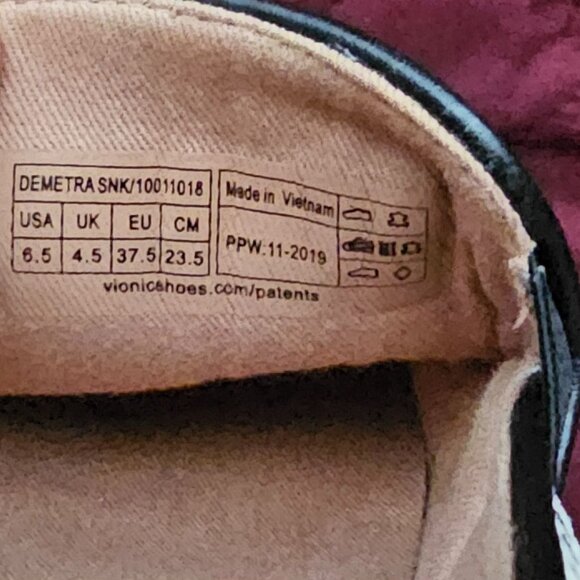 DEMETRA SNK/10011018
USA UK EU CM
6.5 4.5 37.5 23.5
Made in Vietnam
PPW.11-2019
vionicshoes.com/patents